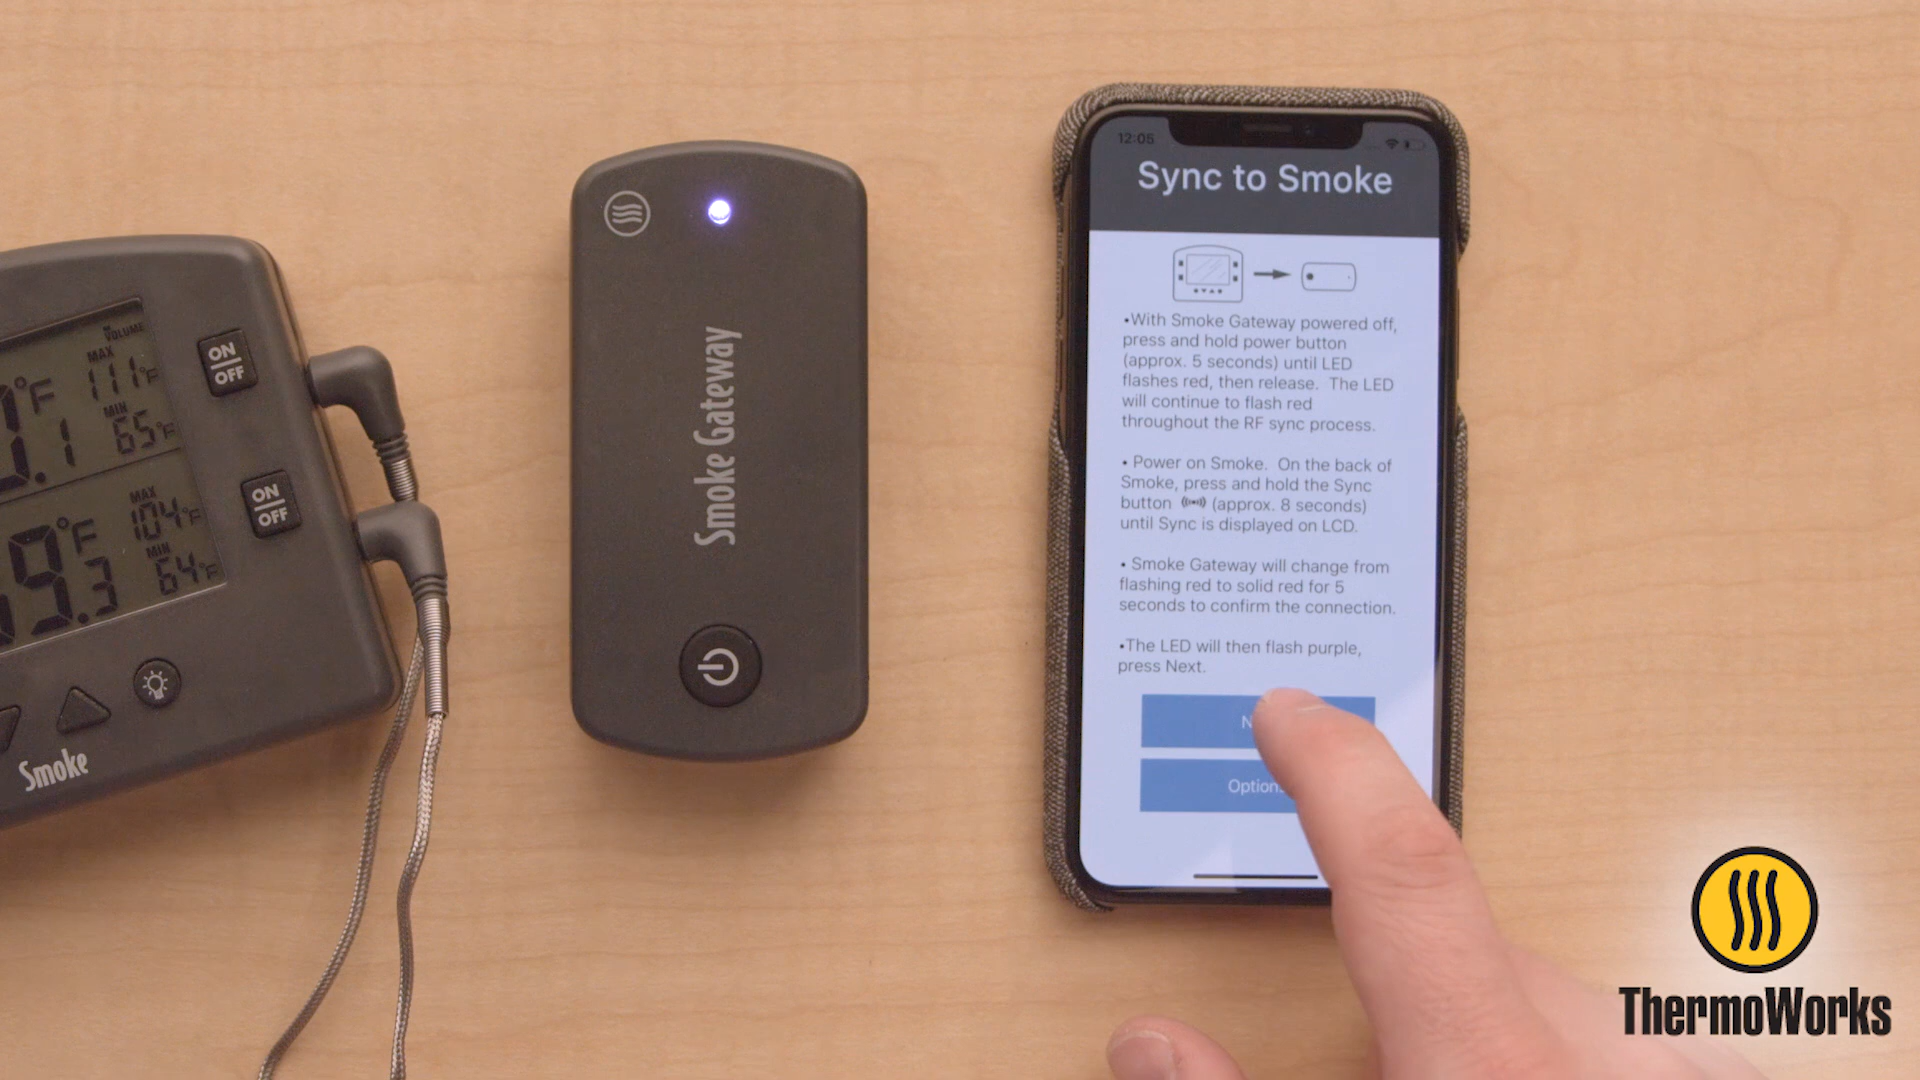 VOLUME
°F
MAX
111°F
.1
MIN
65°F
ON
OFF
°F
9.3
MAX
104°F
MIN
64°F
ON
OFF
Smoke
Smoke Gateway
12:05
Sync to Smoke
•With Smoke Gateway powered off,
press and hold power button
(approx. 5 seconds) until LED
flashes red, then release. The LED
will continue to flash red
throughout the RF sync process.
• Power on Smoke. On the back of
Smoke, press and hold the Sync
button (approx. 8 seconds)
until Sync is displayed on LCD.
• Smoke Gateway will change from
flashing red to solid red for 5
seconds to confirm the connection.
•The LED will then flash purple,
press Next.
Option
ThermoWorks